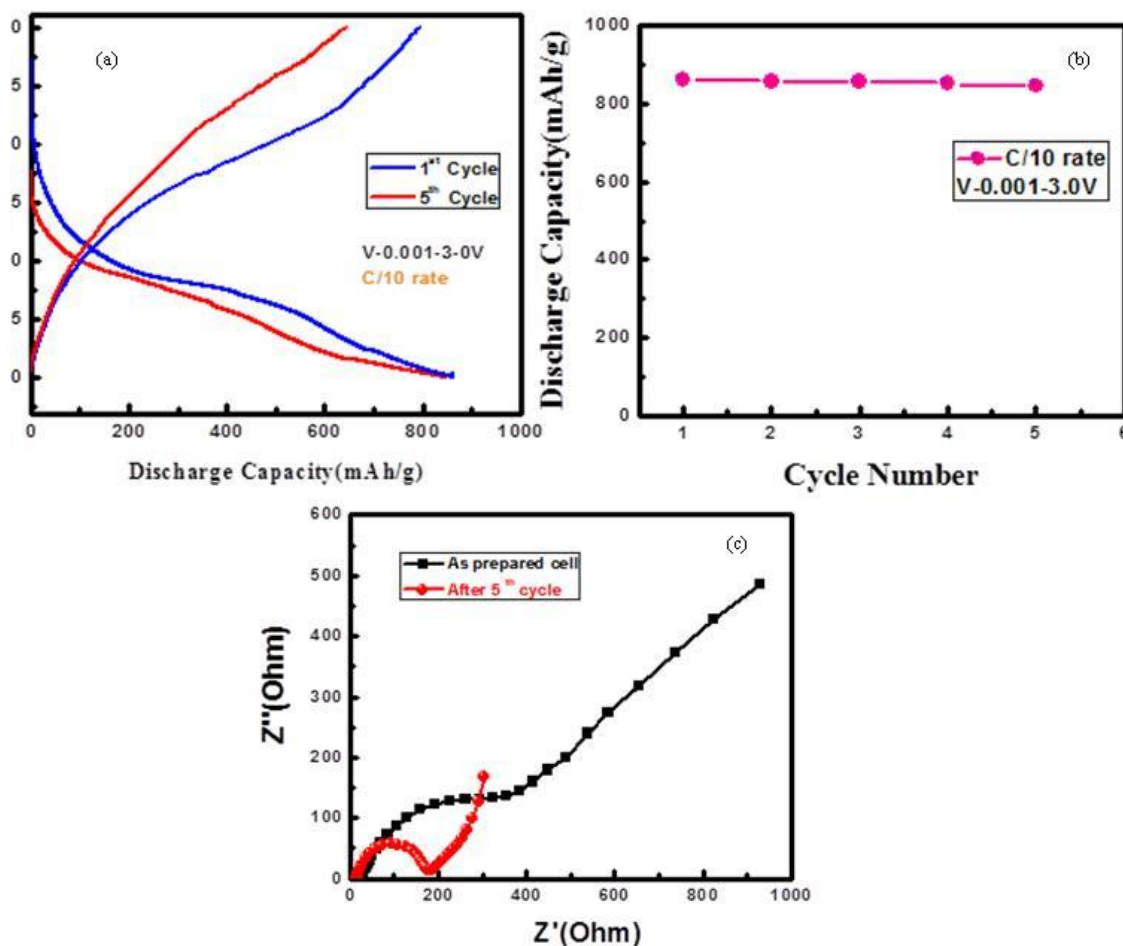 (a)
0
5
0
5
0
5
0
1st Cycle
5th Cycle
V-0.001-3-0V
C/10 rate
0 200 400 600 800 1000
Discharge Capacity(mAh/g)
(b)
Discharge Capacity(mAh/g)
1000
800
600
400
200
0
C/10 rate
V-0.001-3.0V
1 2 3 4 5 6
Cycle Number
(c)
Z''(Ohm)
600
500
400
300
200
100
0
As prepared cell
After 5 th cycle
0 200 400 600 800 1000
Z'(Ohm)